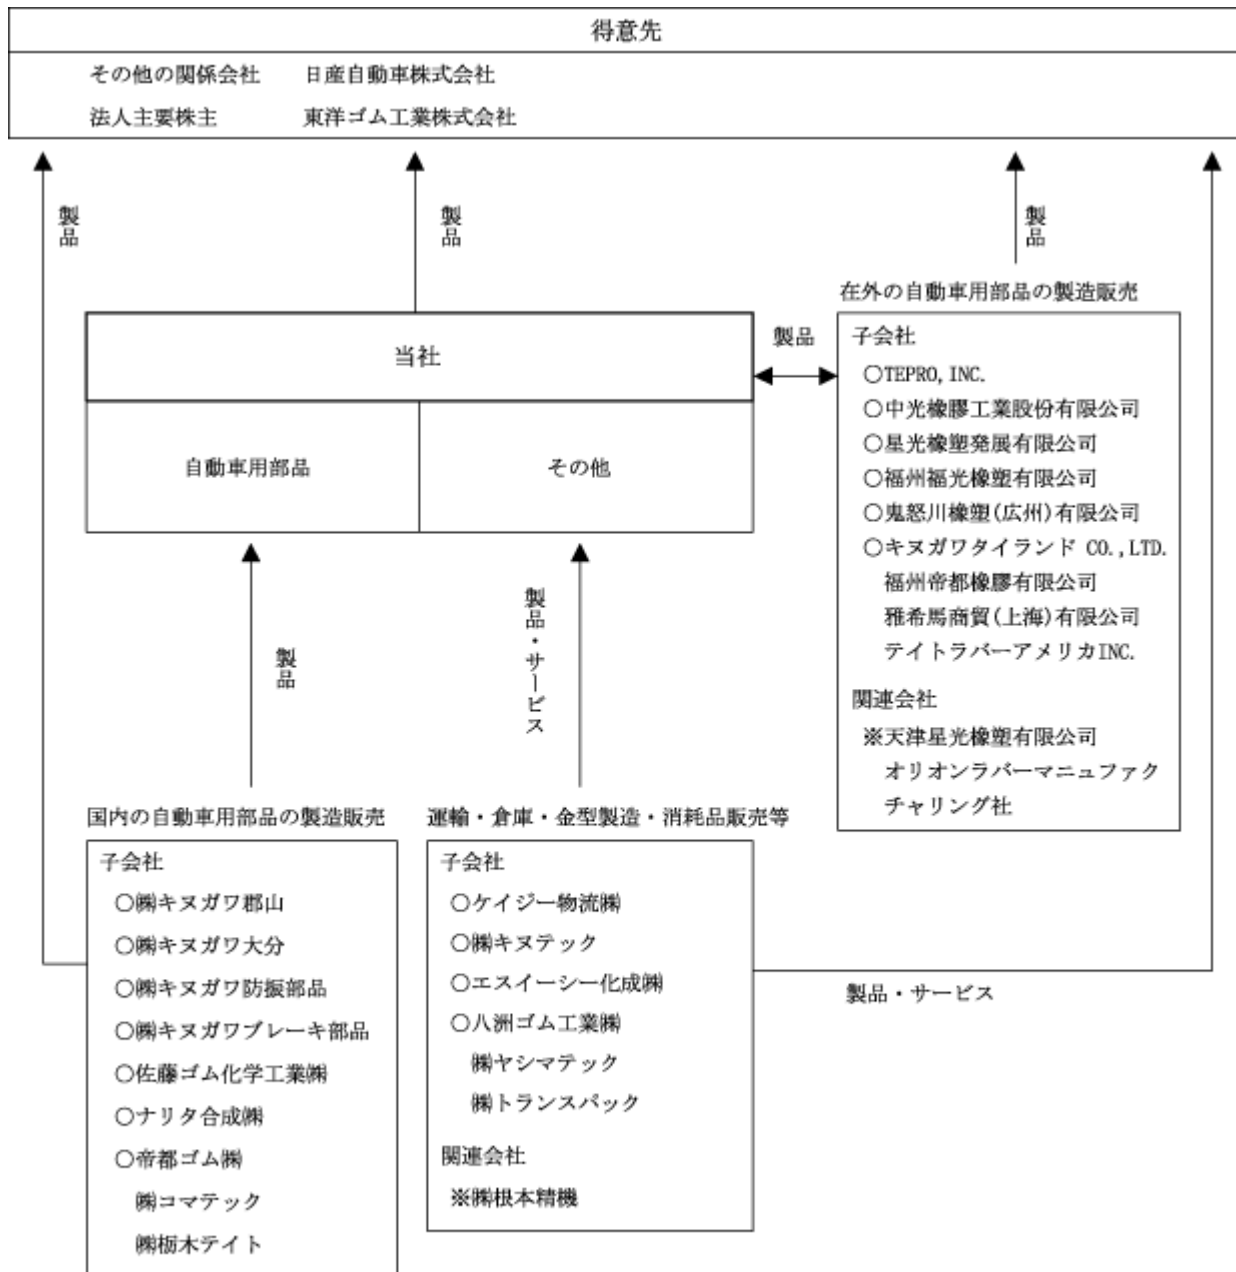 得意先
その他の関係会社 日産自動車株式会社
法人主要株主 東洋ゴム工業株式会社
製品
製品
製品
在外の自動車用部品の製造販売
当社
製品
自動車用部品
その他
子会社
○TEPRO, INC.
○中光橡膠工業股份有限公司
○星光橡塑発展有限公司
○福州福光橡塑有限公司
○鬼怒川橡塑(広州)有限公司
○キヌガワタイランド CO.,LTD.
福州帝都橡膠有限公司
雅希馬商貿(上海)有限公司
テイトラバーアメリカINC.
関連会社
※天津星光橡塑有限公司
オリオンラバーマニュファク
チャリング社
製品
製品・サービス
国内の自動車用部品の製造販売
子会社
○㈱キヌガワ郡山
○㈱キヌガワ大分
○㈱キヌガワ防振部品
○㈱キヌガワブレーキ部品
○佐藤ゴム化学工業㈱
○ナリタ合成㈱
○帝都ゴム㈱
㈱コマテック
㈱栃木テイト
運輸・倉庫・金型製造・消耗品販売等
子会社
○ケイジー物流㈱
○㈱キヌテック
○エスイーシー化成㈱
○八洲ゴム工業㈱
㈱ヤシマテック
㈱トランスパック
関連会社
※㈱根本精機
製品・サービス